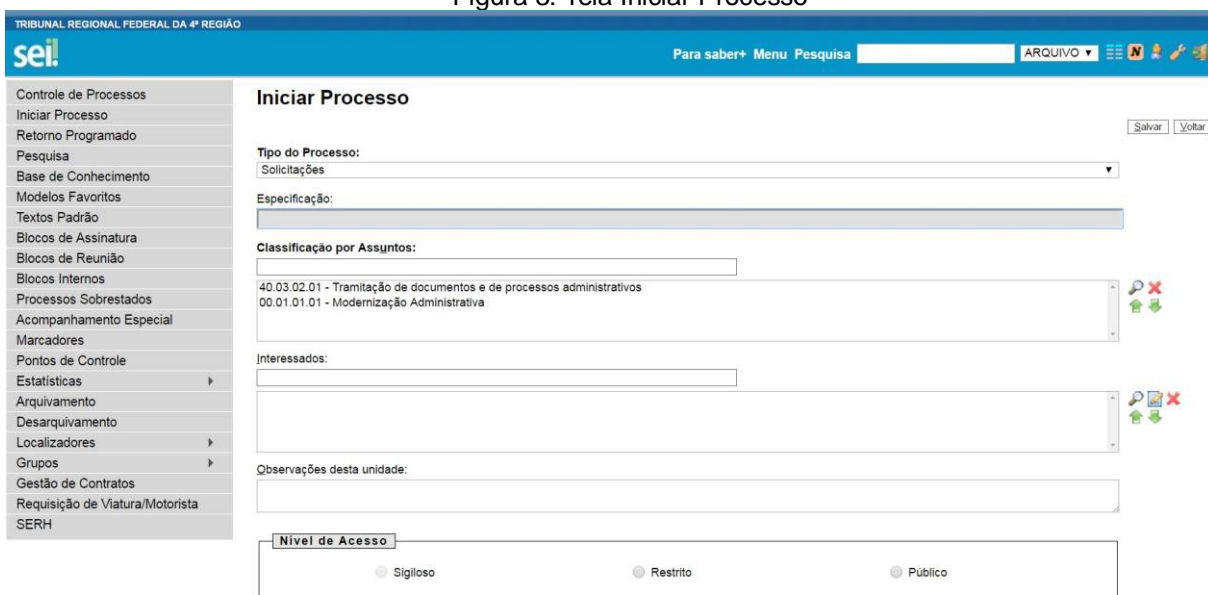 Figura 8: Tela Iniciar Processo
TRIBUNAL REGIONAL FEDERAL DA 4ª REGIÃO
sei!
Para saber+ Menu Pesquisa ARQUIVO
N
Controle de Processos
Iniciar Processo
Retorno Programado
Pesquisa
Base de Conhecimento
Modelos Favoritos
Textos Padrão
Blocos de Assinatura
Blocos de Reunião
Blocos Internos
Processos Sobrestados
Acompanhamento Especial
Marcadores
Pontos de Controle
Estatísticas
Arquivamento
Desarquivamento
Localizadores
Grupos
Gestão de Contratos
Requisição de Viatura/Motorista
SERH
Iniciar Processo
Salvar Voltar
Tipo do Processo:
Solicitações
Especificação:
Classificação por Assuntos:
40.03.02.01 - Tramitação de documentos e de processos administrativos
00.01.01.01 - Modernização Administrativa
Interessados:
Observações desta unidade:
Nível de Acesso
Sigiloso Restrito Público